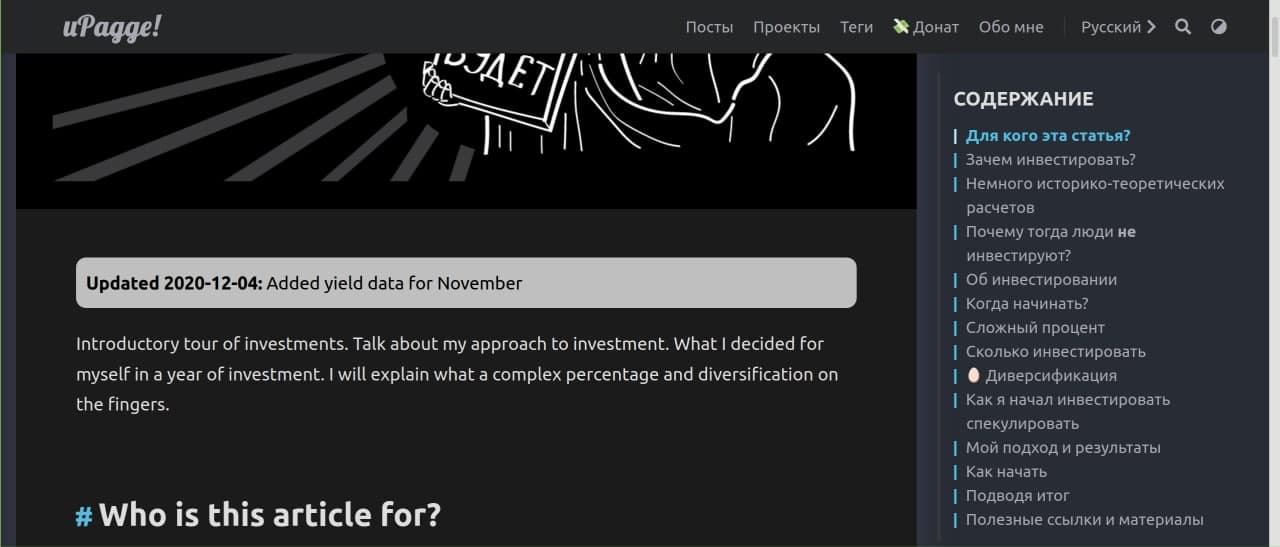 uPagge!
Посты Проекты Теги 💸 Донат Обо мне Русский
БУДЕТ
Updated 2020-12-04: Added yield data for November
Introductory tour of investments. Talk about my approach to investment. What I decided for
myself in a year of investment. I will explain what a complex percentage and diversification on
the fingers.
# Who is this article for?
СОДЕРЖАНИЕ
Для кого эта статья?
Зачем инвестировать?
Немного историко-теоретических
расчетов
Почему тогда люди не
инвестируют?
Об инвестировании
Когда начинать?
Сложный процент
Сколько инвестировать
🥚 Диверсификация
Как я начал инвестировать
спекулировать
Мой подход и результаты
Как начать
Подводя итог
Полезные ссылки и материалы